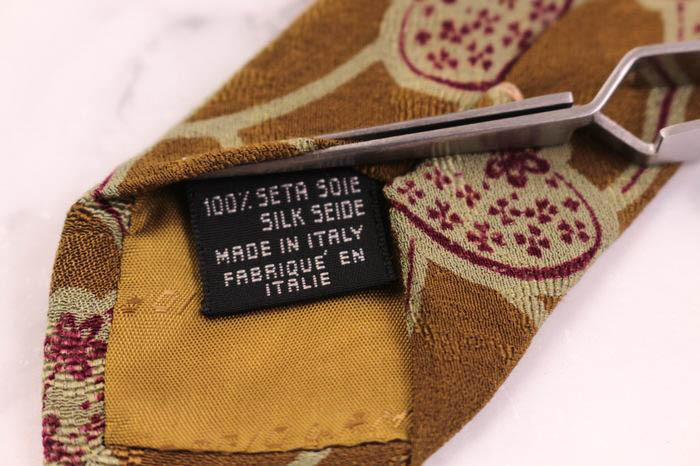 100% SETA SOIE
SILK SEIDE
MADE IN ITALY
FABRIQUE' EN
ITALIE